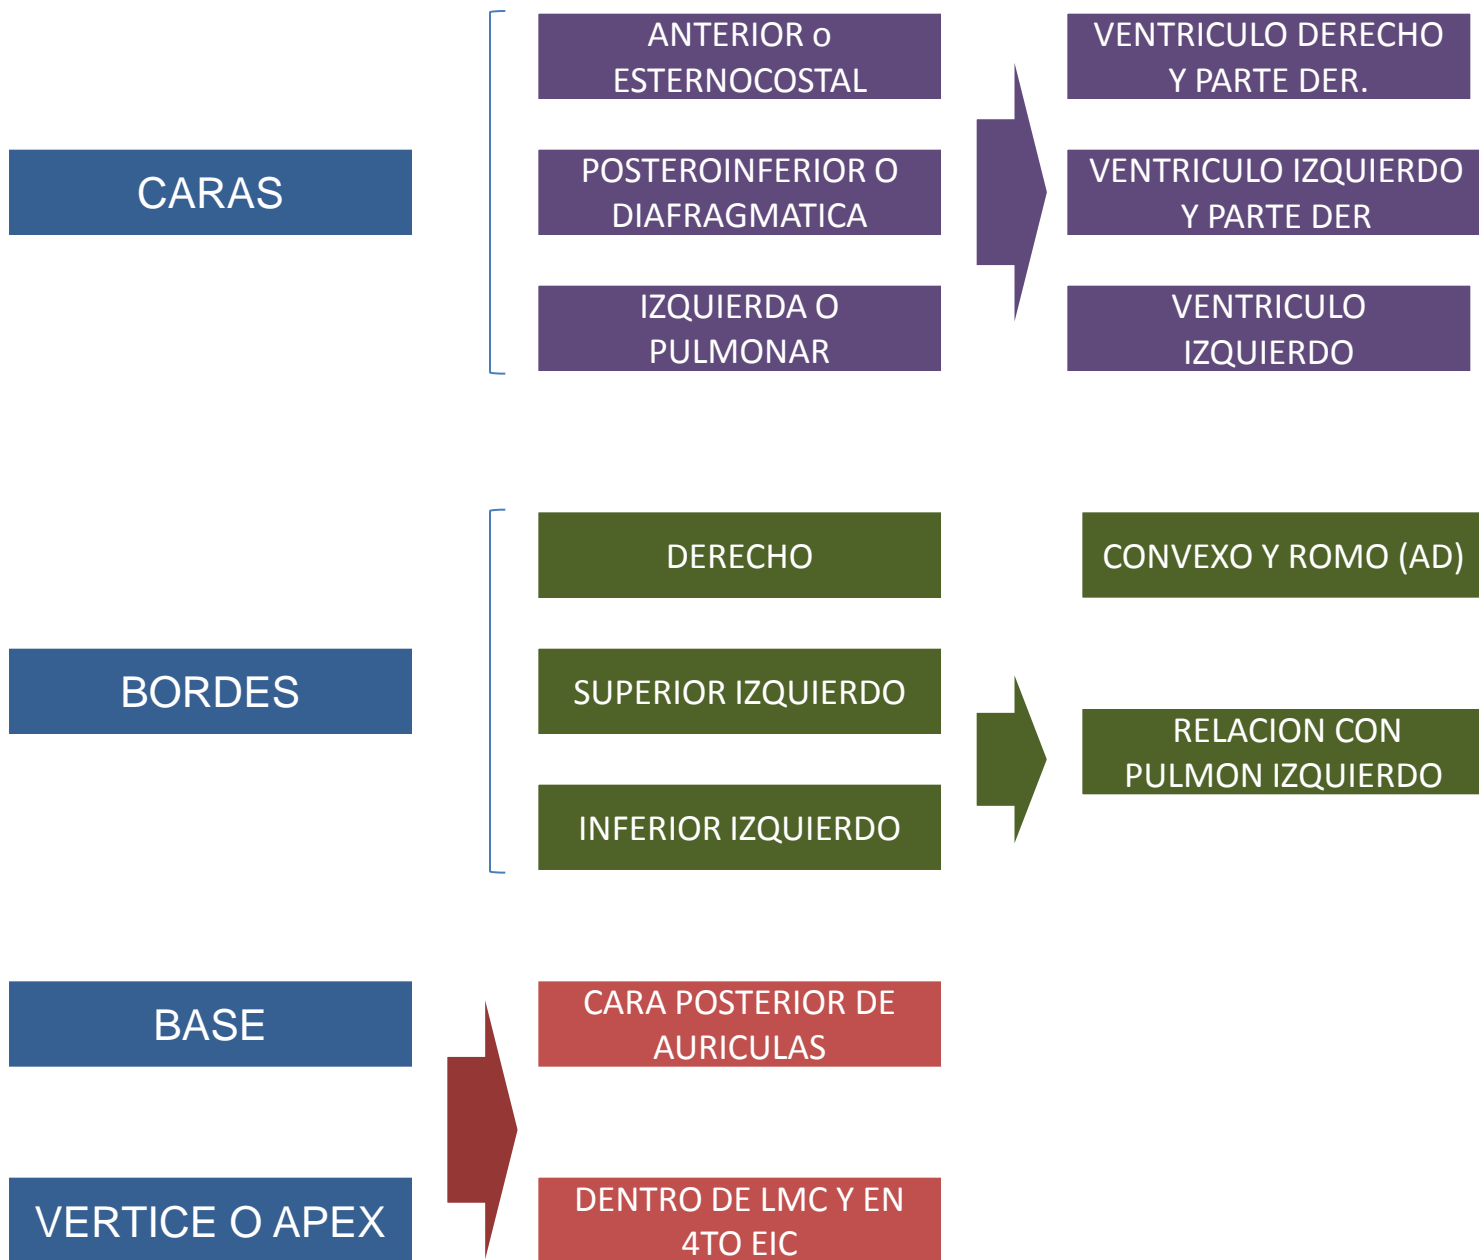 CARAS
ANTERIOR o
ESTERNOCOSTAL
VENTRICULO DERECHO
Y PARTE DER.
POSTEROINFERIOR O
DIAFRAGMATICA
VENTRICULO IZQUIERDO
Y PARTE DER
IZQUIERDA O
PULMONAR
VENTRICULO
IZQUIERDO
BORDES
DERECHO
CONVEXO Y ROMO (AD)
SUPERIOR IZQUIERDO
INFERIOR IZQUIERDO
RELACION CON
PULMON IZQUIERDO
BASE
CARA POSTERIOR DE
AURICULAS
VERTICE O APEX
DENTRO DE LMC Y EN
4TO EIC